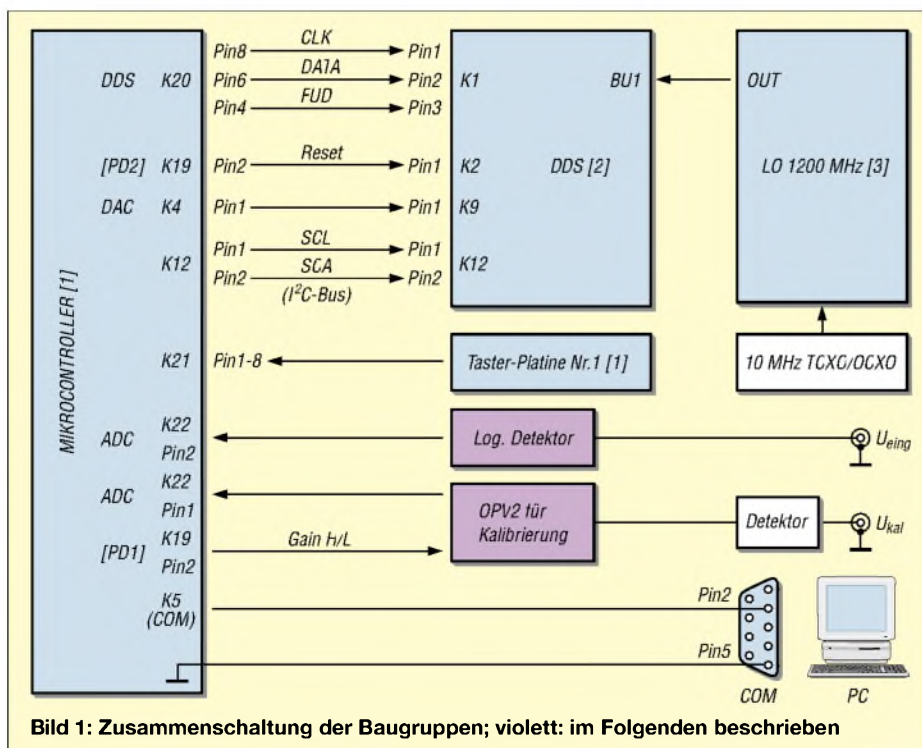 MIKROCONTROLLER [1]
DDS K20
Pin8 CLK Pin1
Pin6 DATA Pin2
Pin4 FUD Pin3
K1
BU1
OUT
[PD2] K19 Pin2 Reset Pin1 K2
DDS [2]
LO 1200 MHz [3]
DAC K4 Pin1 Pin1 K9
K12
Pin1 SCL Pin1
Pin2 SCA Pin2
K12
(I²C-Bus)
K21 Pin1-8
Taster-Platine Nr.1 [1]
10 MHz TCXO/OCXO
ADC K22
Pin2
Log. Detektor
Ueing
ADC K22
Pin1
OPV2 für
Kalibrierung
Detektor
Ukal
[PD1] K19
Pin2
Gain H/L
K5
(COM)
Pin2
Pin5
COM
PC
Bild 1: Zusammenschaltung der Baugruppen; violett: im Folgenden beschrieben